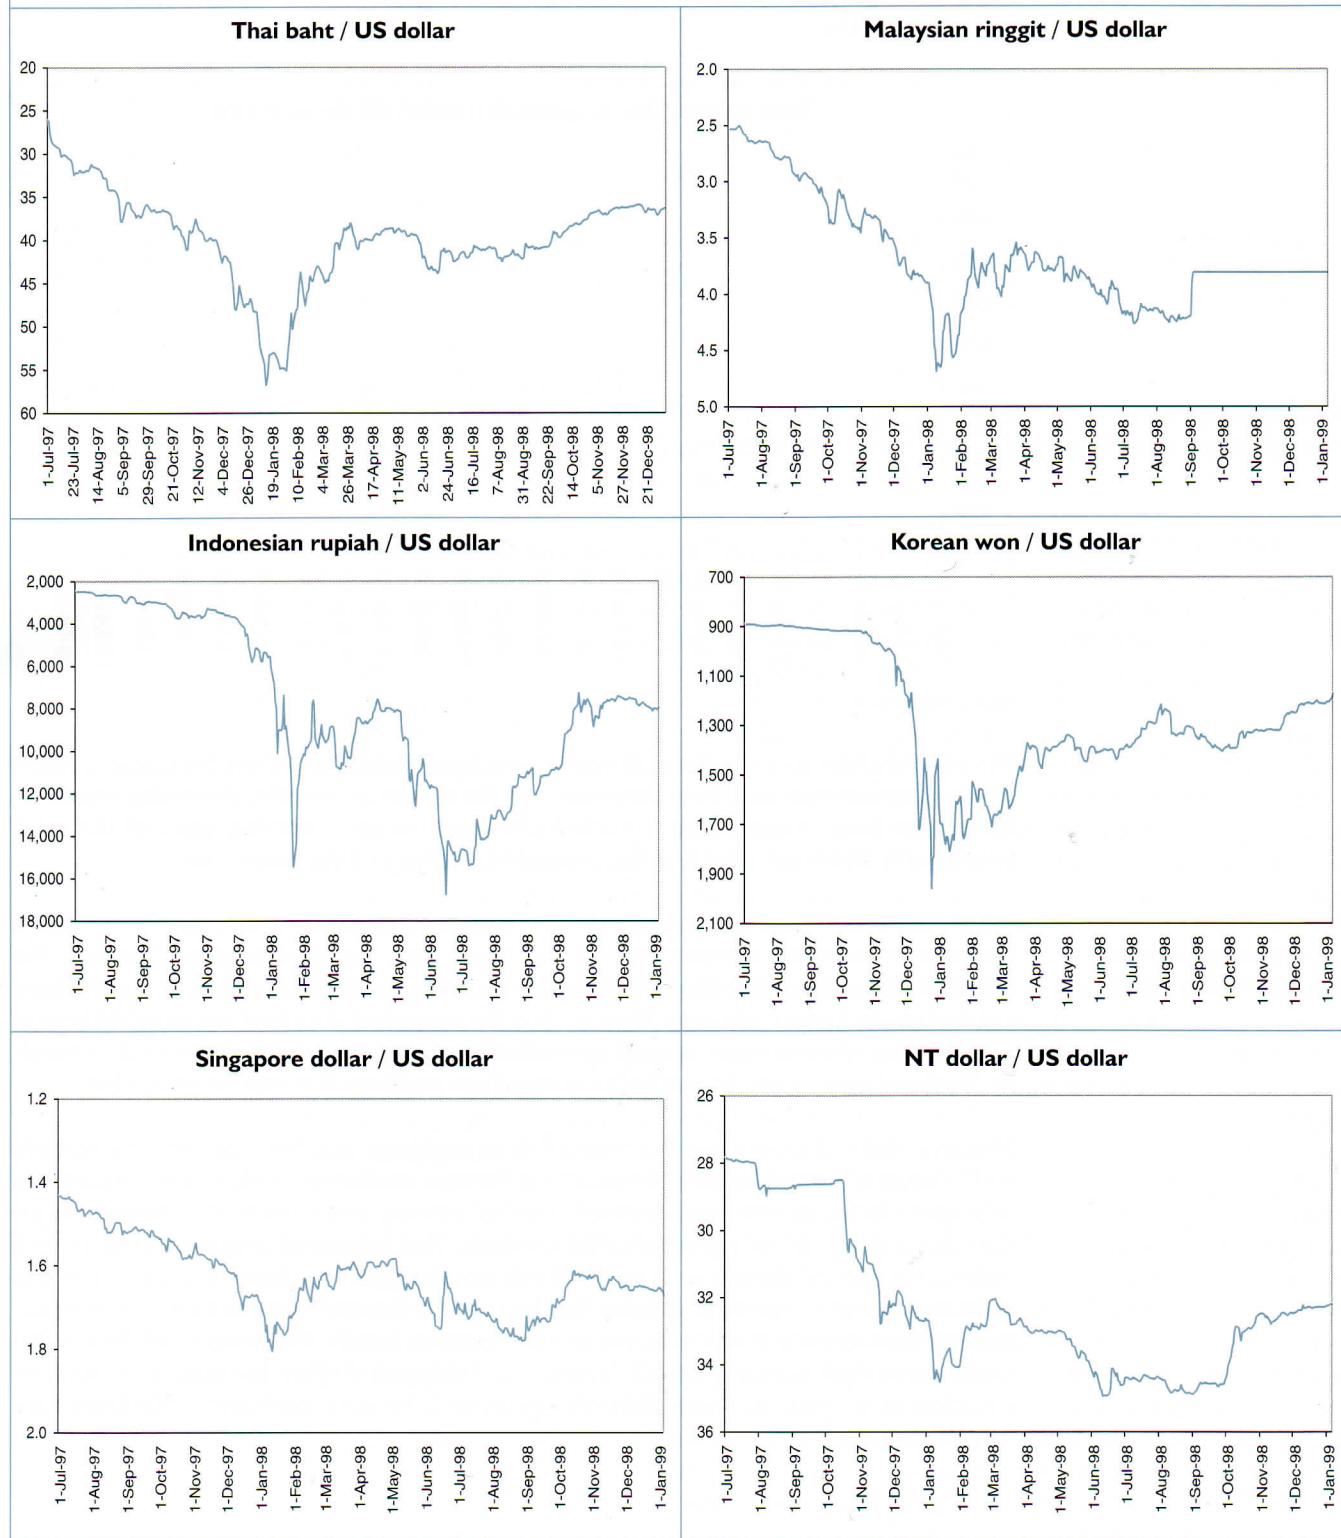 Thai baht / US dollar
20
25
30
35
40
45
50
55
60
1-Jul-97
23-Jul-97
14-Aug-97
5-Sep-97
29-Sep-97
21-Oct-97
12-Nov-97
4-Dec-97
26-Dec-97
19-Jan-98
10-Feb-98
4-Mar-98
26-Mar-98
17-Apr-98
11-May-98
2-Jun-98
24-Jun-98
16-Jul-98
7-Aug-98
31-Aug-98
22-Sep-98
14-Oct-98
5-Nov-98
27-Nov-98
21-Dec-98
Malaysian ringgit / US dollar
2.0
2.5
3.0
3.5
4.0
4.5
5.0
1-Jul-97
1-Aug-97
1-Sep-97
1-Oct-97
1-Nov-97
1-Dec-97
1-Jan-98
1-Feb-98
1-Mar-98
1-Apr-98
1-May-98
1-Jun-98
1-Jul-98
1-Aug-98
1-Sep-98
1-Oct-98
1-Nov-98
1-Dec-98
1-Jan-99
Indonesian rupiah / US dollar
2,000
4,000
6,000
8,000
10,000
12,000
14,000
16,000
18,000
1-Jul-97
1-Aug-97
1-Sep-97
1-Oct-97
1-Nov-97
1-Dec-97
1-Jan-98
1-Feb-98
1-Mar-98
1-Apr-98
1-May-98
1-Jun-98
1-Jul-98
1-Aug-98
1-Sep-98
1-Oct-98
1-Nov-98
1-Dec-98
1-Jan-99
Korean won / US dollar
700
900
1,100
1,300
1,500
1,700
1,900
2,100
1-Jul-97
1-Aug-97
1-Sep-97
1-Oct-97
1-Nov-97
1-Dec-97
1-Jan-98
1-Feb-98
1-Mar-98
1-Apr-98
1-May-98
1-Jun-98
1-Jul-98
1-Aug-98
1-Sep-98
1-Oct-98
1-Nov-98
1-Dec-98
1-Jan-99
Singapore dollar / US dollar
1.2
1.4
1.6
1.8
2.0
1-Jul-97
1-Aug-97
1-Sep-97
1-Oct-97
1-Nov-97
1-Dec-97
1-Jan-98
1-Feb-98
1-Mar-98
1-Apr-98
1-May-98
1-Jun-98
1-Jul-98
1-Aug-98
1-Sep-98
1-Oct-98
1-Nov-98
1-Dec-98
1-Jan-99
NT dollar / US dollar
26
28
30
32
34
36
1-Jul-97
1-Aug-97
1-Sep-97
1-Oct-97
1-Nov-97
1-Dec-97
1-Jan-98
1-Feb-98
1-Mar-98
1-Apr-98
1-May-98
1-Jun-98
1-Jul-98
1-Aug-98
1-Sep-98
1-Oct-98
1-Nov-98
1-Dec-98
1-Jan-99